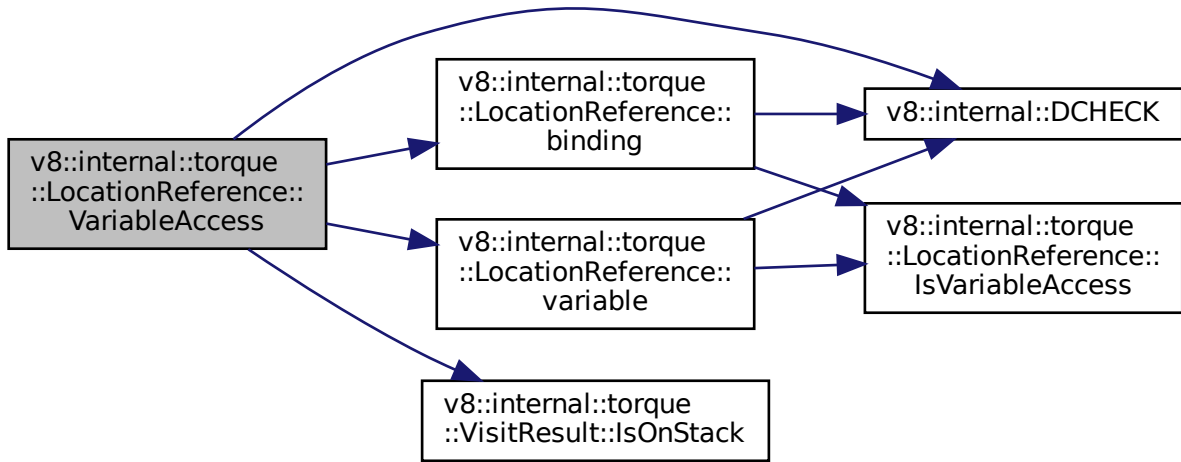 v8::internal::torque
::LocationReference::
VariableAccess
v8::internal::torque
::LocationReference::
binding
v8::internal::torque
::LocationReference::
variable
v8::internal::torque
::VisitResult::IsOnStack
v8::internal::DCHECK
v8::internal::torque
::LocationReference::
IsVariableAccess